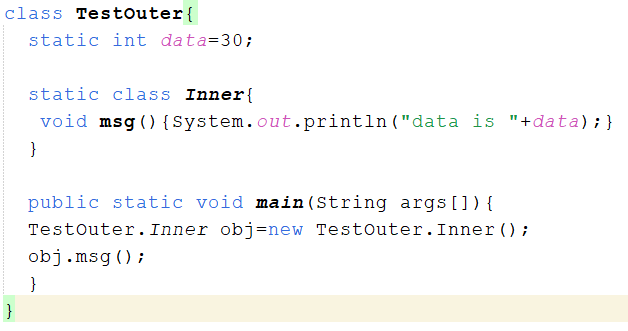 class TestOuter{
static int data=30;
static class Inner{
void msg(){System.out.println("data is "+data);}
}
public static void main(String args[]){
TestOuter.Inner obj=new TestOuter.Inner();
obj.msg();
}
}